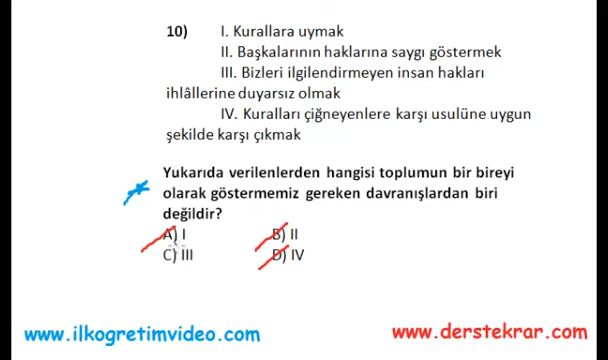 10) I. Kurallara uymak
II. Başkalarının haklarına saygı göstermek
III. Bizleri ilgilendirmeyen insan hakları
ihlâllerine duyarsız olmak
IV. Kuralları çiğneyenlere karşı usulüne uygun
şekilde karşı çıkmak
Yukarıda verilenlerden hangisi toplumun bir bireyi
olarak göstermemiz gereken davranışlardan biri
değildir?
A) I B) II
C) III D) IV
www.ilkogretimvideo.com www.derstekrar.com